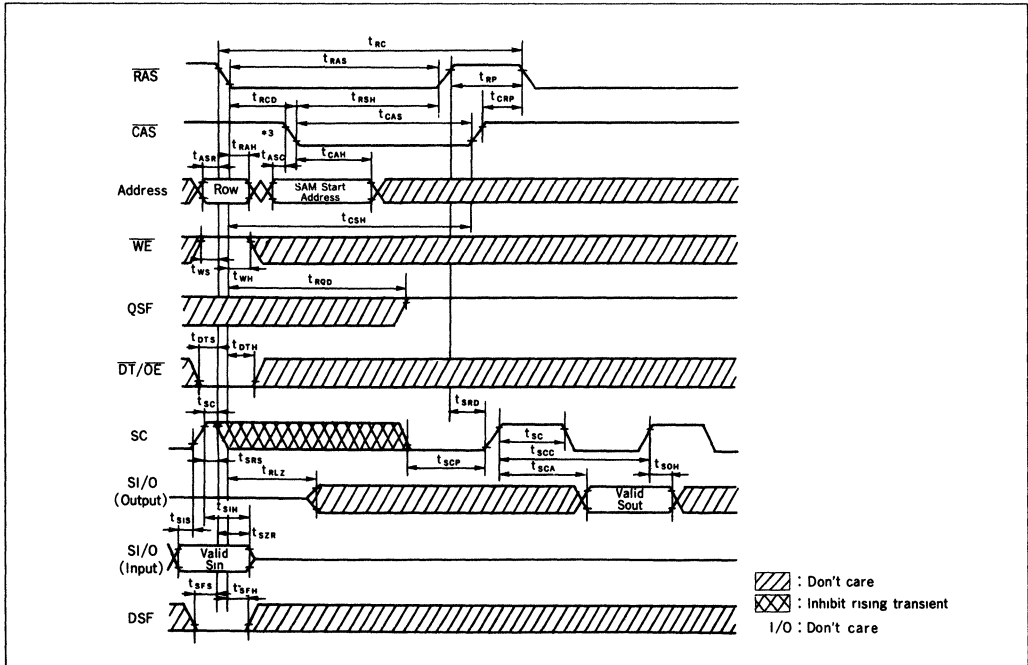 tRC
tRAS
RAS
tRP
tRCD
tRSH
tCRP
tCAS
CAS
*3
tRAH
tASR
tASC
tCAH
Address
Row
SAM Start
Address
tCSH
WE
tWS
tWH
tRQD
QSF
tDTS
tDTH
DT/OE
tSC
tSRD
SC
tSC
tSCC
tSRS
tSCP
tRLZ
tSCA
tSOH
SI/O
(Output)
Valid
Sout
tSIH
tSIS
tSZR
SI/O
(Input)
Valid
Sin
tSFS
tSFH
DSF
: Don't care
: Inhibit rising transient
I/O : Don't care